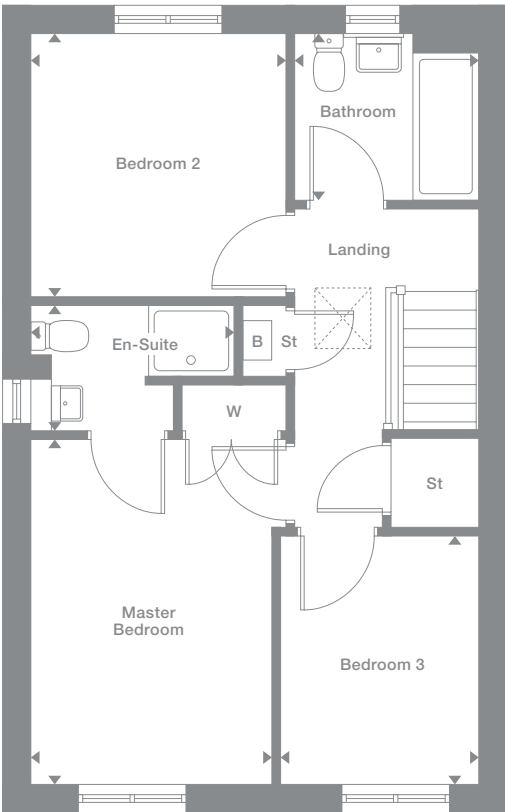 Bathroom
Bedroom 2
Landing
En-Suite
B
St
W
St
Master
Bedroom
Bedroom 3